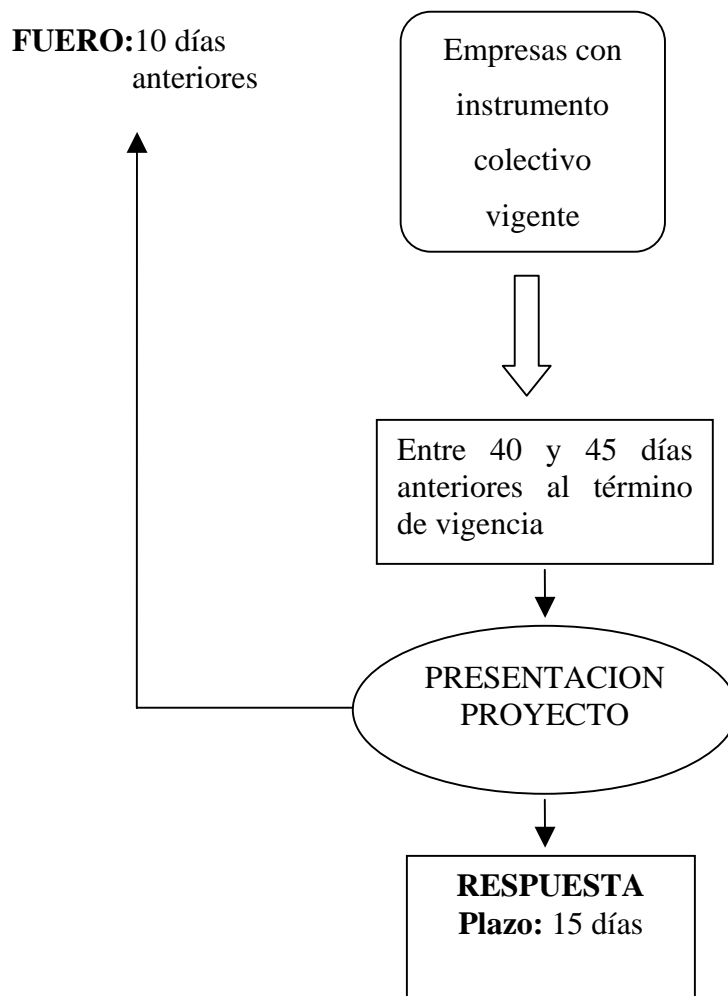 FUERO:10 días
anteriores
Empresas con
instrumento
colectivo
vigente
Entre 40 y 45 días
anteriores al término
de vigencia
PRESENTACION
PROYECTO
RESPUESTA
Plazo: 15 días